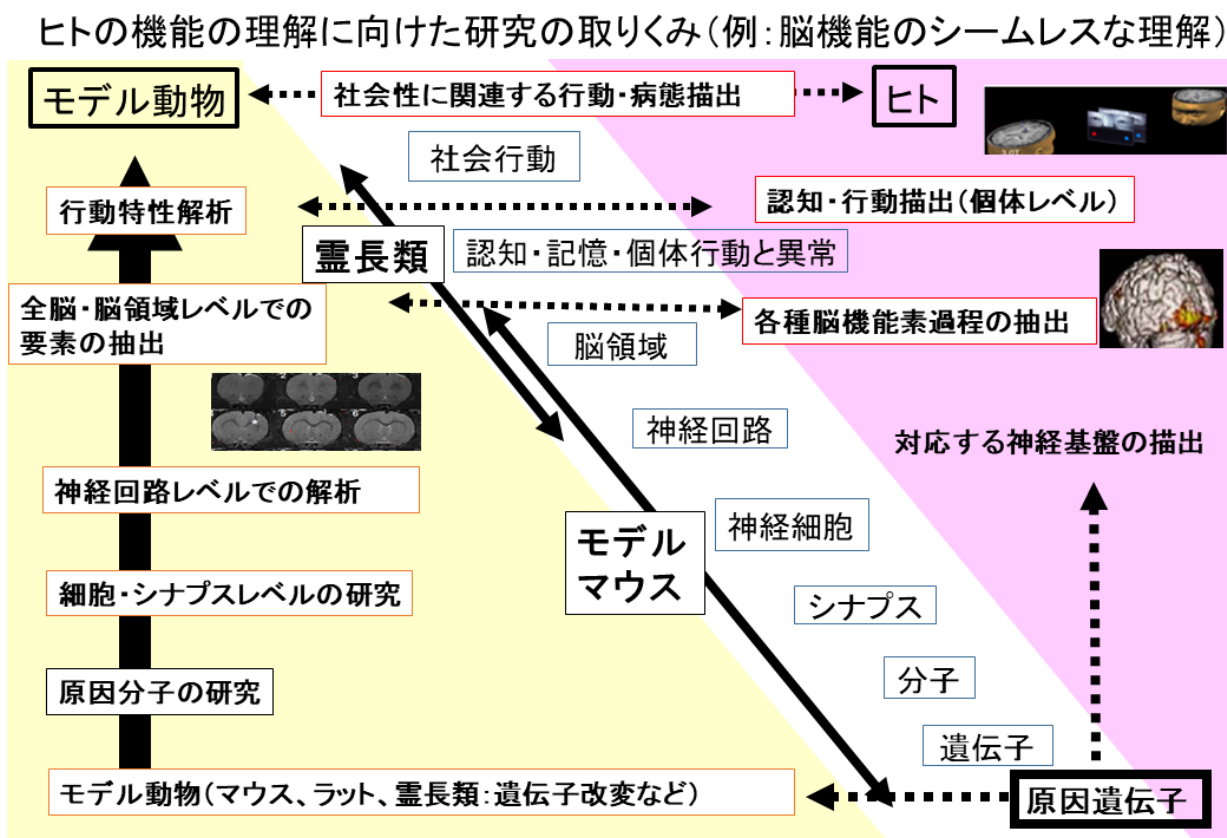 ヒトの機能の理解に向けた研究の取りくみ(例:脳機能のシームレスな理解)
モデル動物
社会性に関連する行動・病態描出
ヒト
社会行動
行動特性解析
認知・行動描出(個体レベル)
霊長類
認知・記憶・個体行動と異常
全脳・脳領域レベルでの
要素の抽出
各種脳機能素過程の抽出
脳領域
神経回路
対応する神経基盤の描出
神経回路レベルでの解析
モデル
マウス
神経細胞
細胞・シナプスレベルの研究
シナプス
原因分子の研究
分子
遺伝子
モデル動物(マウス、ラット、霊長類:遺伝子改変など)
原因遺伝子